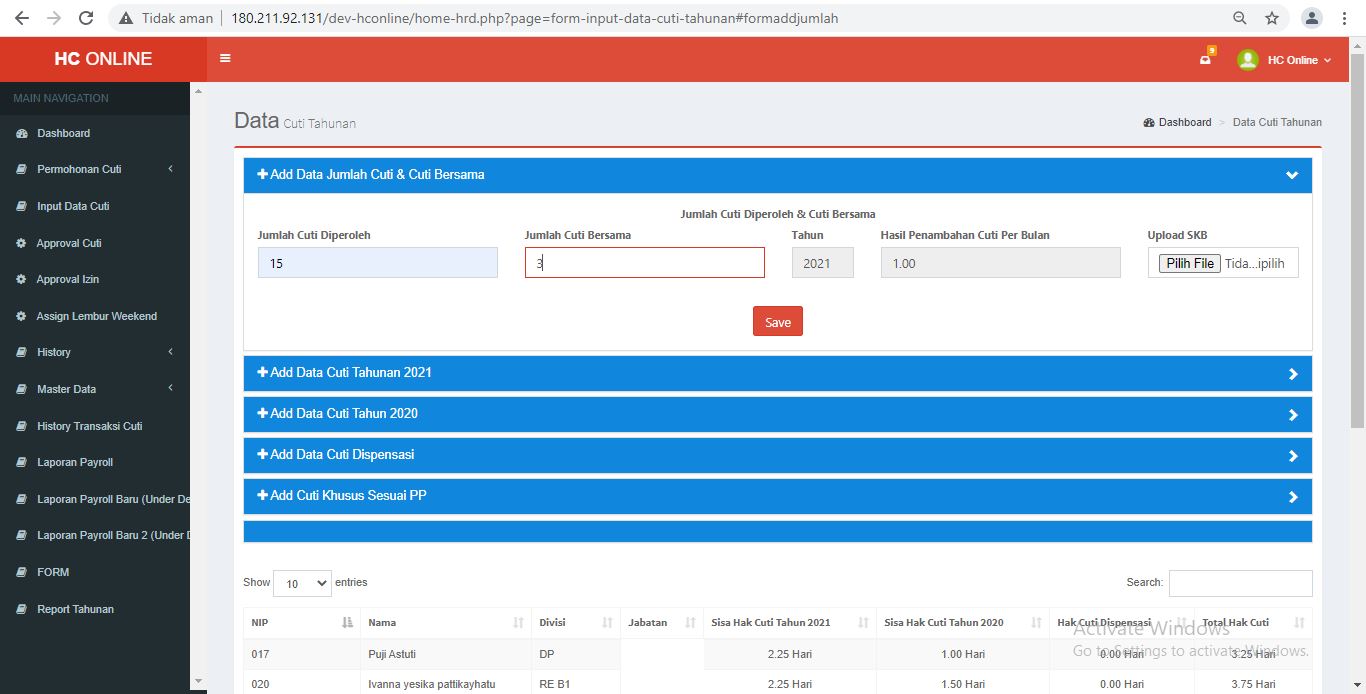 Tidak aman 180.211.92.131/dev-hconline/home-hrd.php?page=form-input-data-cuti-tahunan#formaddjumlah
HC ONLINE 9 HC Online
MAIN NAVIGATION
Dashboard
Permohonan Cuti
Input Data Cuti
Approval Cuti
Approval Izin
Assign Lembur Weekend
History
Master Data
History Transaksi Cuti
Laporan Payroll
Laporan Payroll Baru (Under De
Laporan Payroll Baru 2 (Under D
FORM
Report Tahunan
Data Cuti Tahunan
Dashboard > Data Cuti Tahunan
Add Data Jumlah Cuti & Cuti Bersama
Jumlah Cuti Diperoleh & Cuti Bersama
Jumlah Cuti Diperoleh Jumlah Cuti Bersama Tahun Hasil Penambahan Cuti Per Bulan Upload SKB
15 3 2021 1.00 Pilih File Tida...ipilih
Save
Add Data Cuti Tahunan 2021
Add Data Cuti Tahun 2020
Add Data Cuti Dispensasi
Add Cuti Khusus Sesuai PP
Show 10 entries Search:
NIP Nama Divisi Jabatan Sisa Hak Cuti Tahun 2021 Sisa Hak Cuti Tahun 2020 Hak Cuti Dispensasi Total Hak Cuti
017 Puji Astuti DP 2.25 Hari 1.00 Hari 0.00 Hari 3.25 Hari
020 Ivanna yesika pattikayhatu RE B1 2.25 Hari 1.50 Hari 0.00 Hari 3.75 Hari
Activate Windows
Go to Settings to activate Windows.